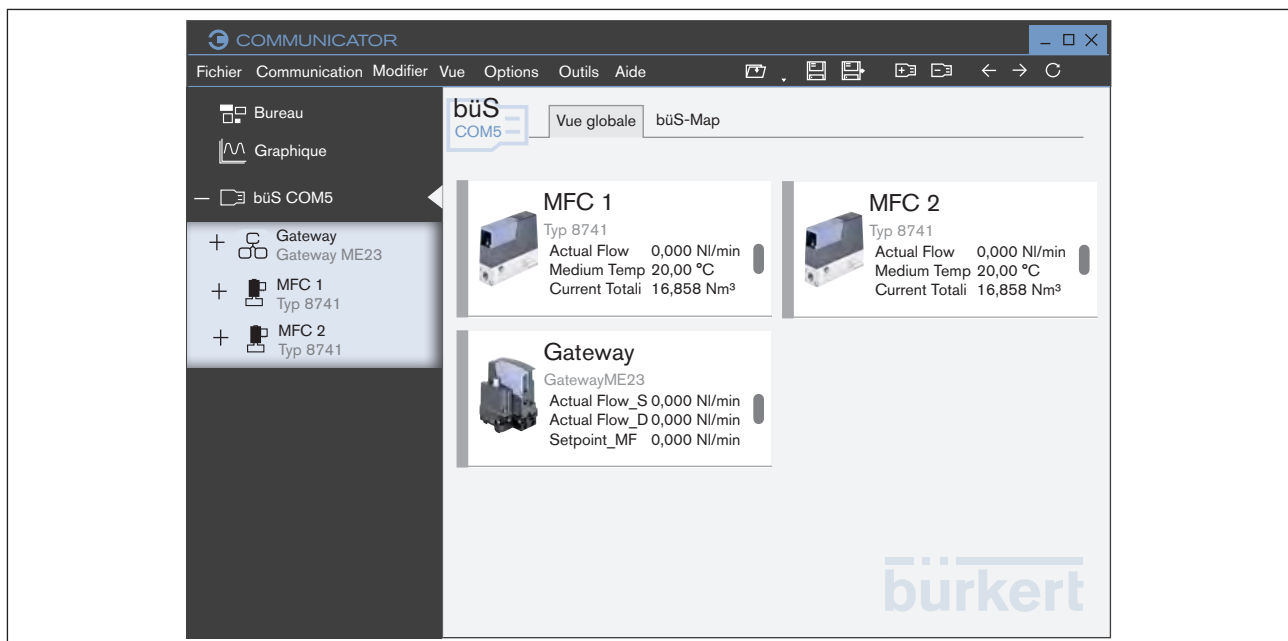 COMMUNICATOR
Fichier Communication Modifier Vue Options Outils Aide
Bureau
Graphique
büS COM5
Gateway
Gateway ME23
MFC 1
Typ 8741
MFC 2
Typ 8741
büS
COM5
Vue globale büS-Map
MFC 1
Typ 8741
Actual Flow 0,000 Nl/min
Medium Temp 20,00 °C
Current Totali 16,858 Nm³
MFC 2
Typ 8741
Actual Flow 0,000 Nl/min
Medium Temp 20,00 °C
Current Totali 16,858 Nm³
Gateway
GatewayME23
Actual Flow_S 0,000 Nl/min
Actual Flow_D 0,000 Nl/min
Setpoint_MF 0,000 Nl/min
burkert